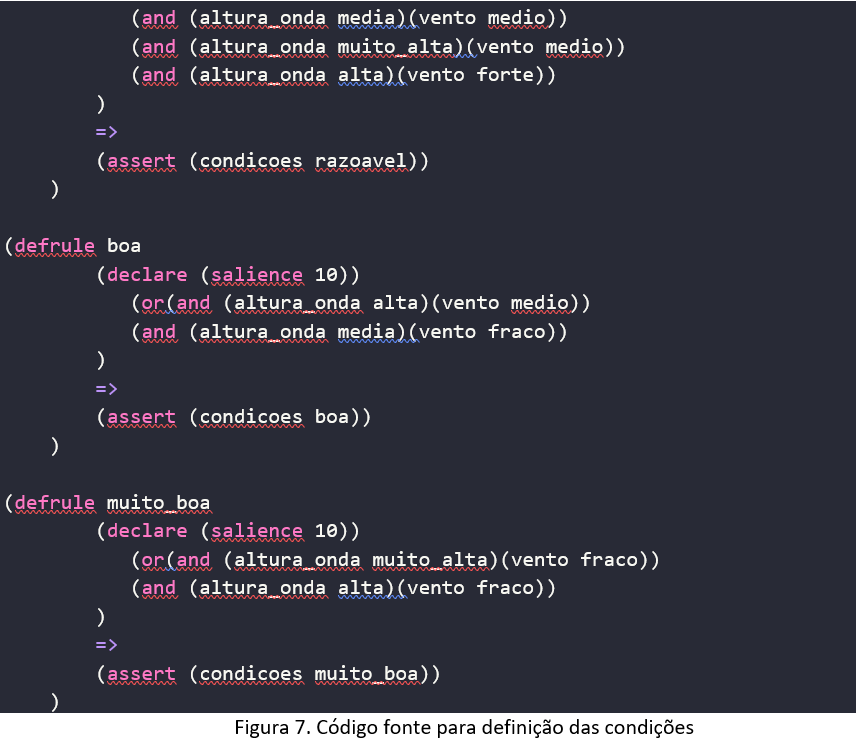 (and (altura_onda media)(vento medio))
(and (altura_onda muito_alta)(vento medio))
(and (altura_onda alta)(vento forte))
)
=>
(assert (condicoes razoavel))
)
(defrule boa
(declare (salience 10))
(or(and (altura_onda alta)(vento medio))
(and (altura_onda media)(vento fraco))
)
=>
(assert (condicoes boa))
)
(defrule muito_boa
(declare (salience 10))
(or(and (altura_onda muito_alta)(vento fraco))
(and (altura_onda alta)(vento fraco))
)
=>
(assert (condicoes muito_boa))
)
Figura 7. Código fonte para definição das condições